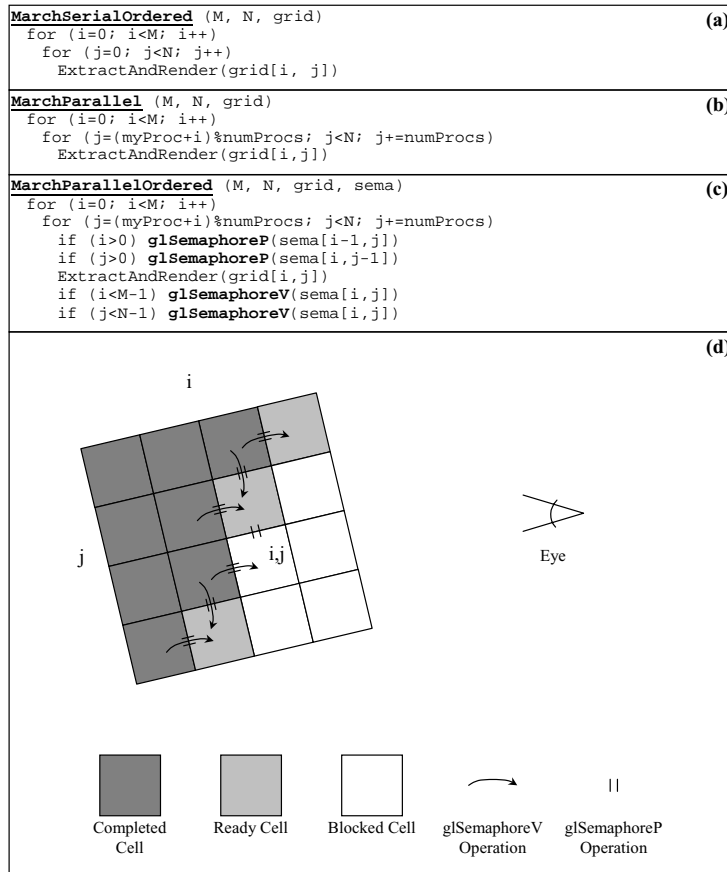 MarchSerialOrdered (M, N, grid) (a)
for (i=0; i<M; i++)
for (j=0; j<N; j++)
ExtractAndRender(grid[i, j])
MarchParallel (M, N, grid) (b)
for (i=0; i<M; i++)
for (j=(myProc+i)%numProcs; j<N; j+=numProcs)
ExtractAndRender(grid[i,j])
MarchParallelOrdered (M, N, grid, sema) (c)
for (i=0; i<M; i++)
for (j=(myProc+i)%numProcs; j<N; j+=numProcs)
if (i>0) glSemaphoreP(sema[i-1,j])
if (j>0) glSemaphoreP(sema[i,j-1])
ExtractAndRender(grid[i,j])
if (i<M-1) glSemaphoreV(sema[i,j])
if (j<N-1) glSemaphoreV(sema[i,j])
(d)
i
j
i,j
Eye
Completed Cell
Ready Cell
Blocked Cell
glSemaphoreV Operation
glSemaphoreP Operation